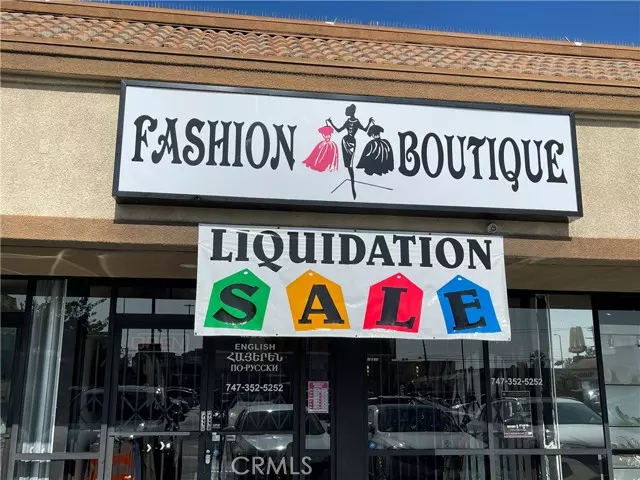 FASHION BOUTIQUE
LIQUIDATION
SALE
ENGLISH
ՀԱՅԵՐԵՆ
ПО-РУССКИ
747-352-5252
747-352-5252
CRMLS